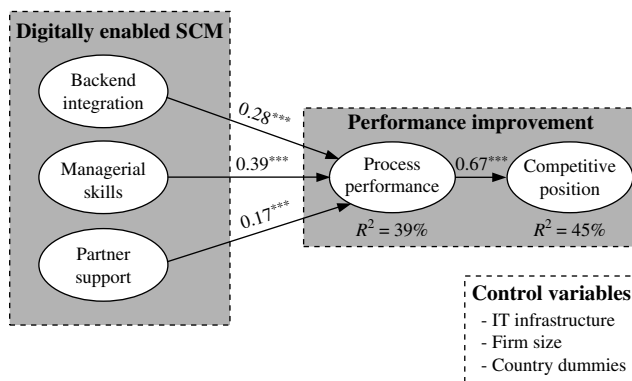 Digitally enabled SCM
Backend
integration
Managerial
skills
Partner
support
0.28***
0.39***
0.17***
Performance improvement
Process
performance
0.67***
Competitive
position
R² = 39%
R² = 45%
Control variables
- IT infrastructure
- Firm size
- Country dummies